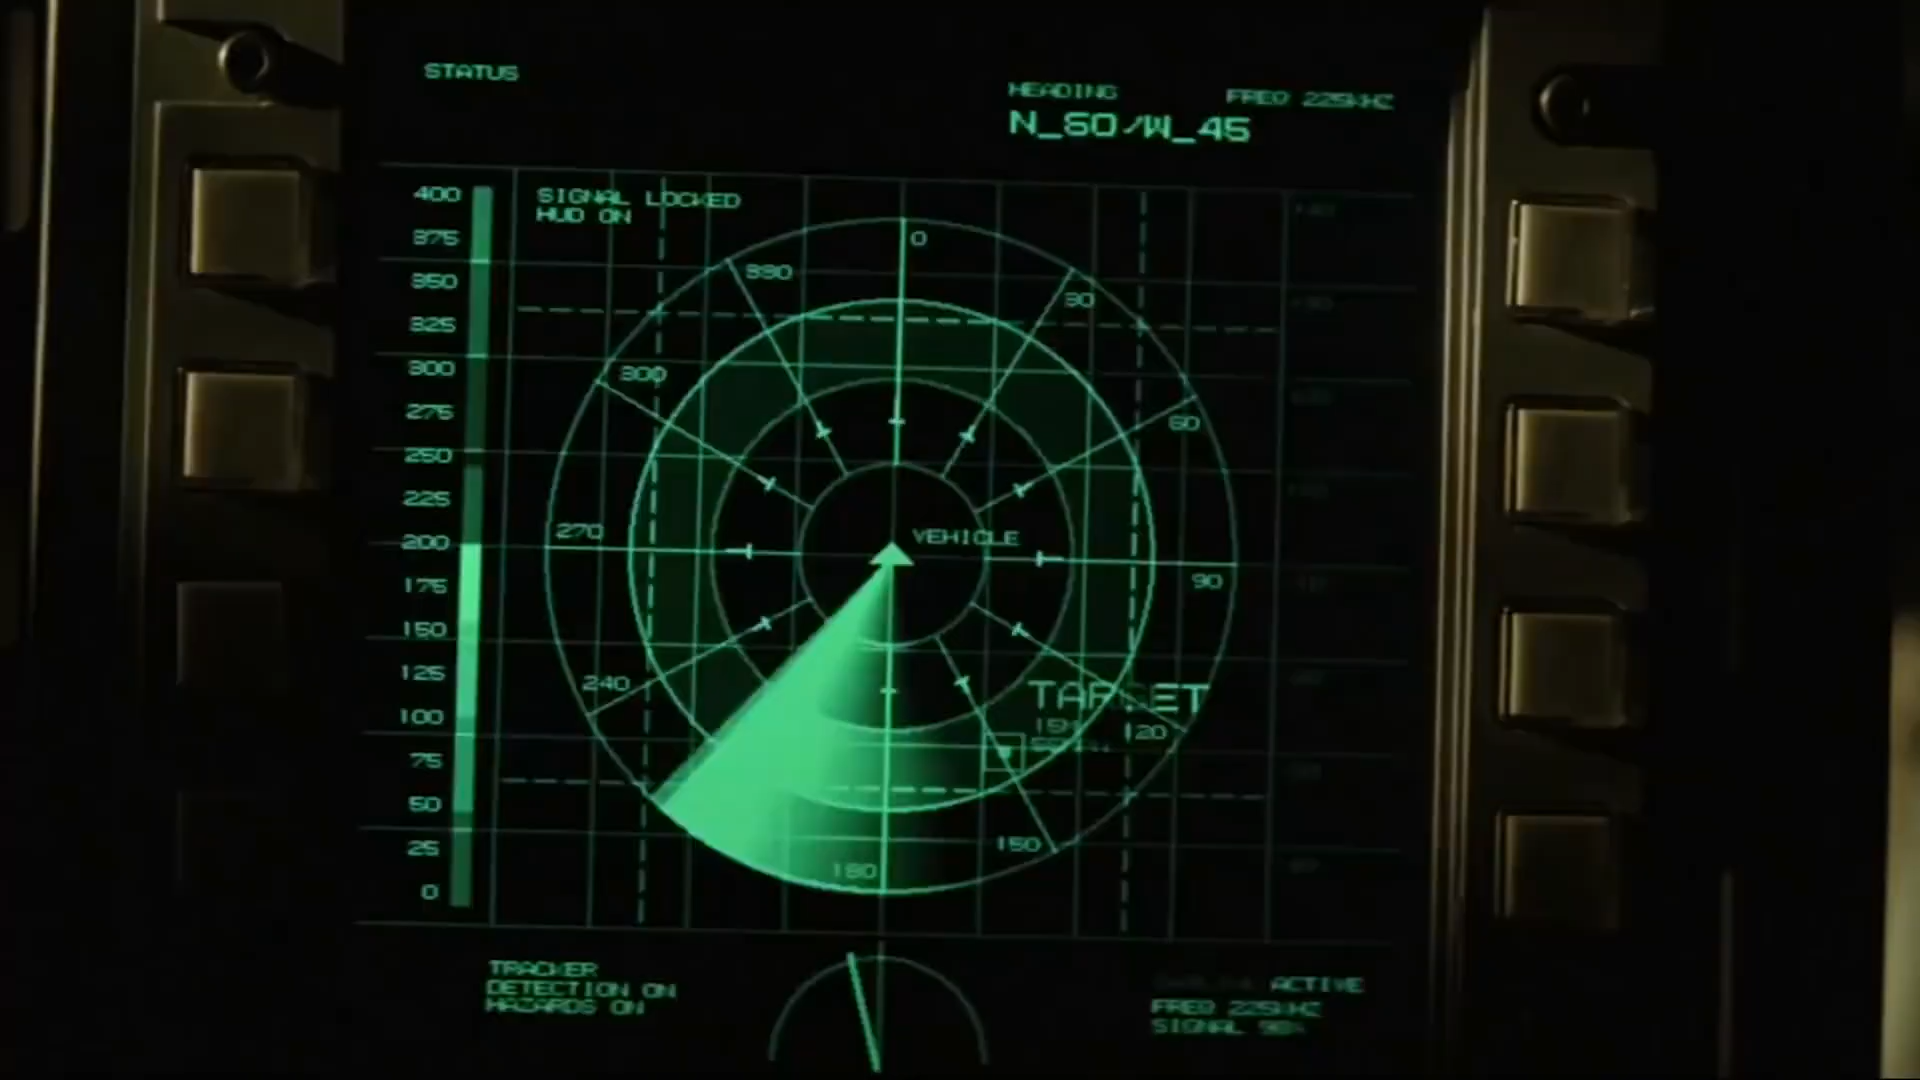 STATUS
HEADING
FREQ 225KHZ
N_60/W_45
SIGNAL LOCKED
HUD ON
400
375
350
325
300
275
250
225
200
175
150
125
100
75
50
25
0
0
330
30
300
60
270
VEHICLE
90
240
TARGET
150
180
TRACKER
DETECTION ON
HAZARDS ON
ACTIVE
FREQ 225KHZ
SIGNAL